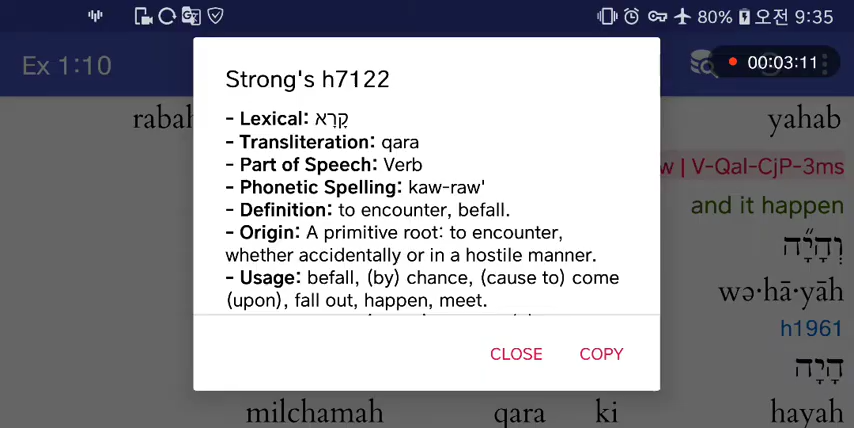 80% 오전 9:35
Ex 1:10
00:03:11
Strong's h7122
- Lexical: קָרָא
- Transliteration: qara
- Part of Speech: Verb
- Phonetic Spelling: kaw-raw'
- Definition: to encounter, befall.
- Origin: A primitive root: to encounter,
whether accidentally or in a hostile manner.
- Usage: befall, (by) chance, (cause to) come
(upon), fall out, happen, meet.
CLOSE COPY
rabah
yahab
w | V-Qal-CjP-3ms
and it happen
וְהָיָ֞ה
wə·hā·yāh
h1961
הָיָה
milchamah qara ki hayah